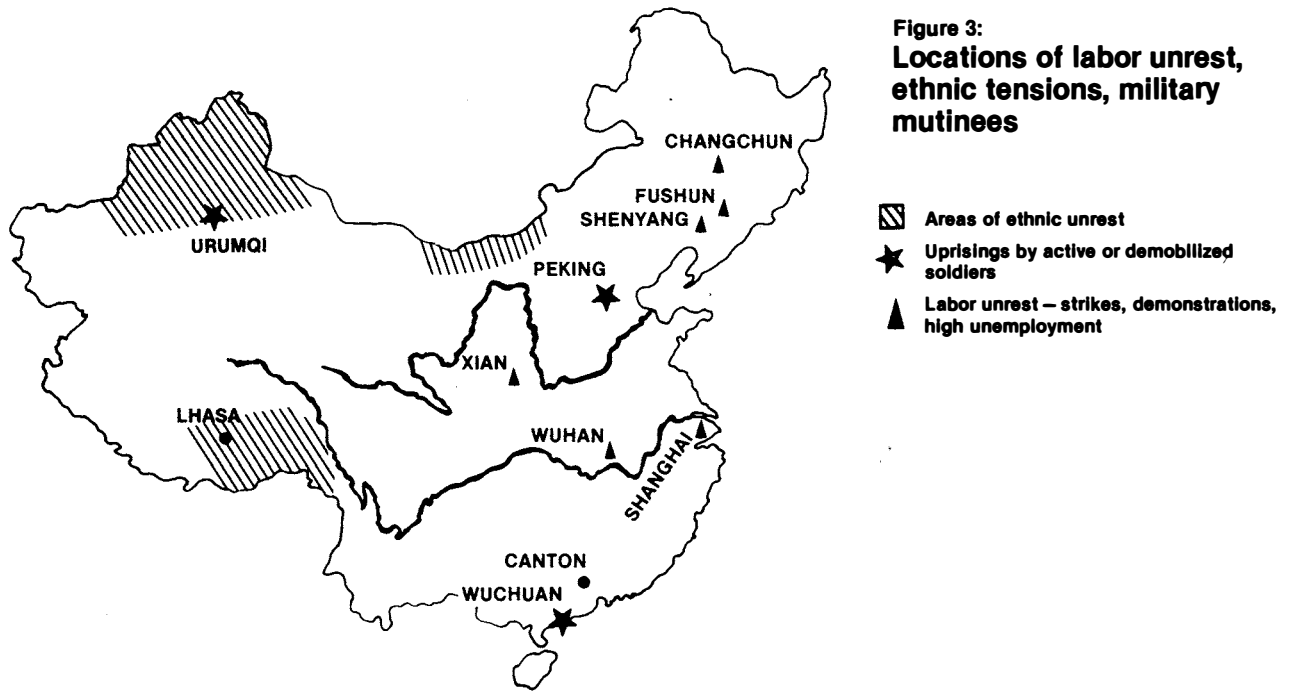 Figure 3:
Locations of labor unrest,
ethnic tensions, military
mutinees
Areas of ethnic unrest
Uprisings by active or demobilized
soldiers
Labor unrest – strikes, demonstrations,
high unemployment
CHANGCHUN
FUSHUN
SHENYANG
URUMQI
PEKING
XIAN
LHASA
WUHAN
SHANGHAI
CANTON
WUCHUAN